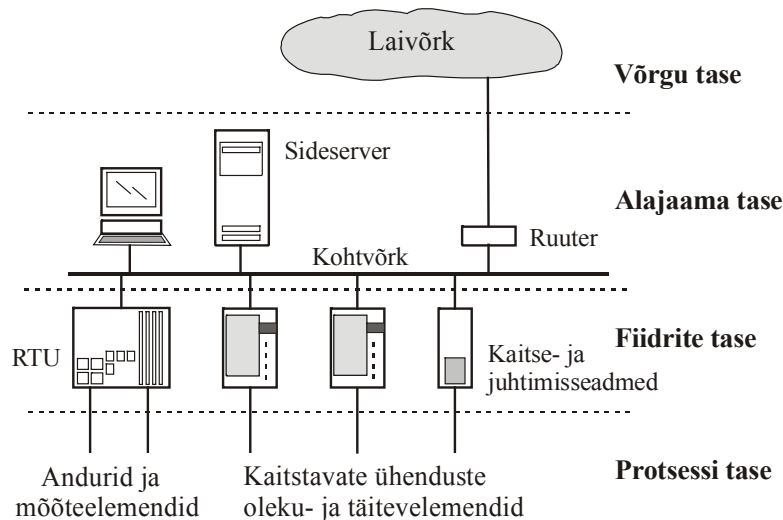 Laivõrk
Võrgu tase
Sideserver
Alajaama tase
Ruuter
Kohtvõrk
RTU
Kaitse- ja
juhtimisseadmed
Fiidrite tase
Andurid ja
mõõteelemendid
Kaitstavate ühenduste
oleku- ja täitevelemendid
Protsessi tase